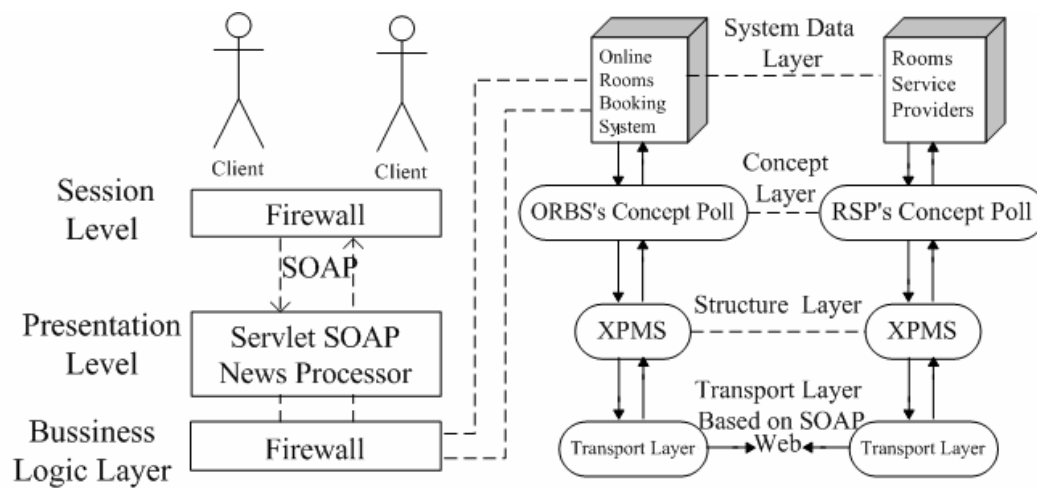 Client
Client
Session
Level
Firewall
SOAP
Presentation
Level
Servlet SOAP
News Processor
Bussiness
Logic Layer
Firewall
Online
Rooms
Booking
System
System Data
Layer
Rooms
Service
Providers
Concept
Layer
ORBS's Concept Poll
RSP's Concept Poll
Structure Layer
XPMS
XPMS
Transport Layer
Based on SOAP
Transport Layer
Web
Transport Layer